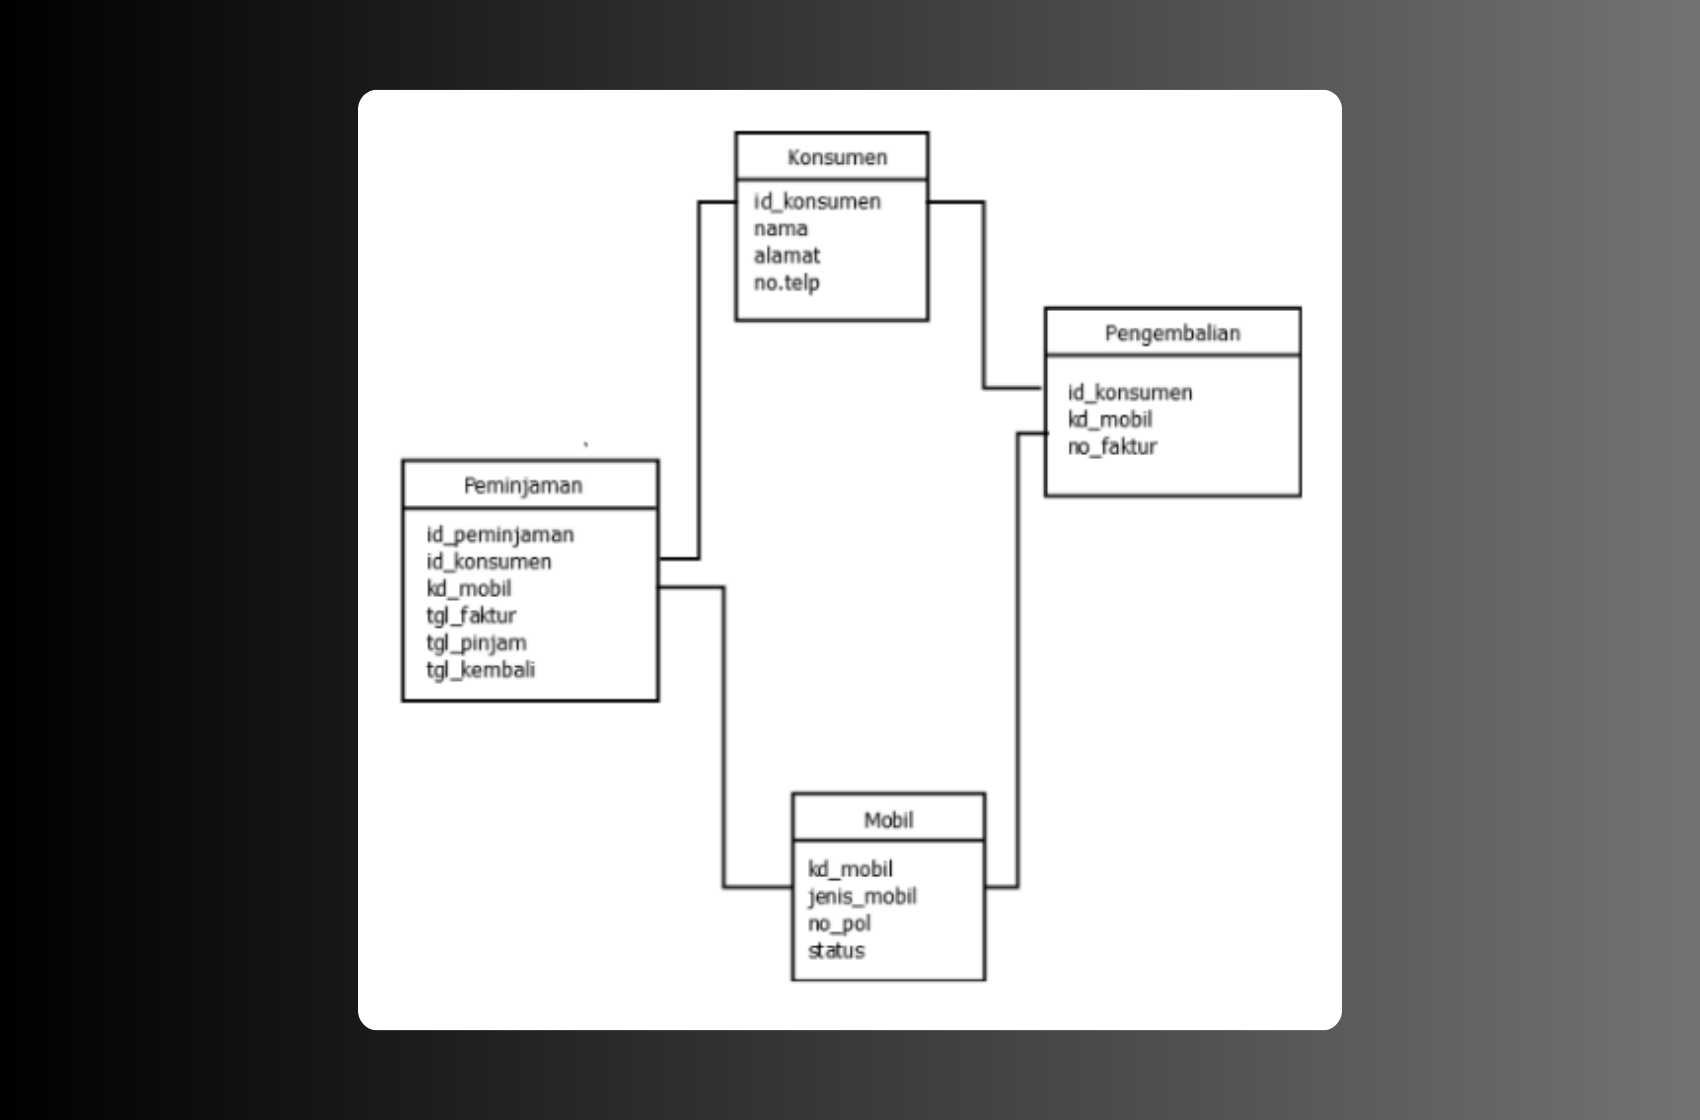 Konsumen
id_konsumen
nama
alamat
no.telp
Pengembalian
id_konsumen
kd_mobil
no_faktur
Peminjaman
id_peminjaman
id_konsumen
kd_mobil
tgl_faktur
tgl_pinjam
tgl_kembali
Mobil
kd_mobil
jenis_mobil
no_pol
status